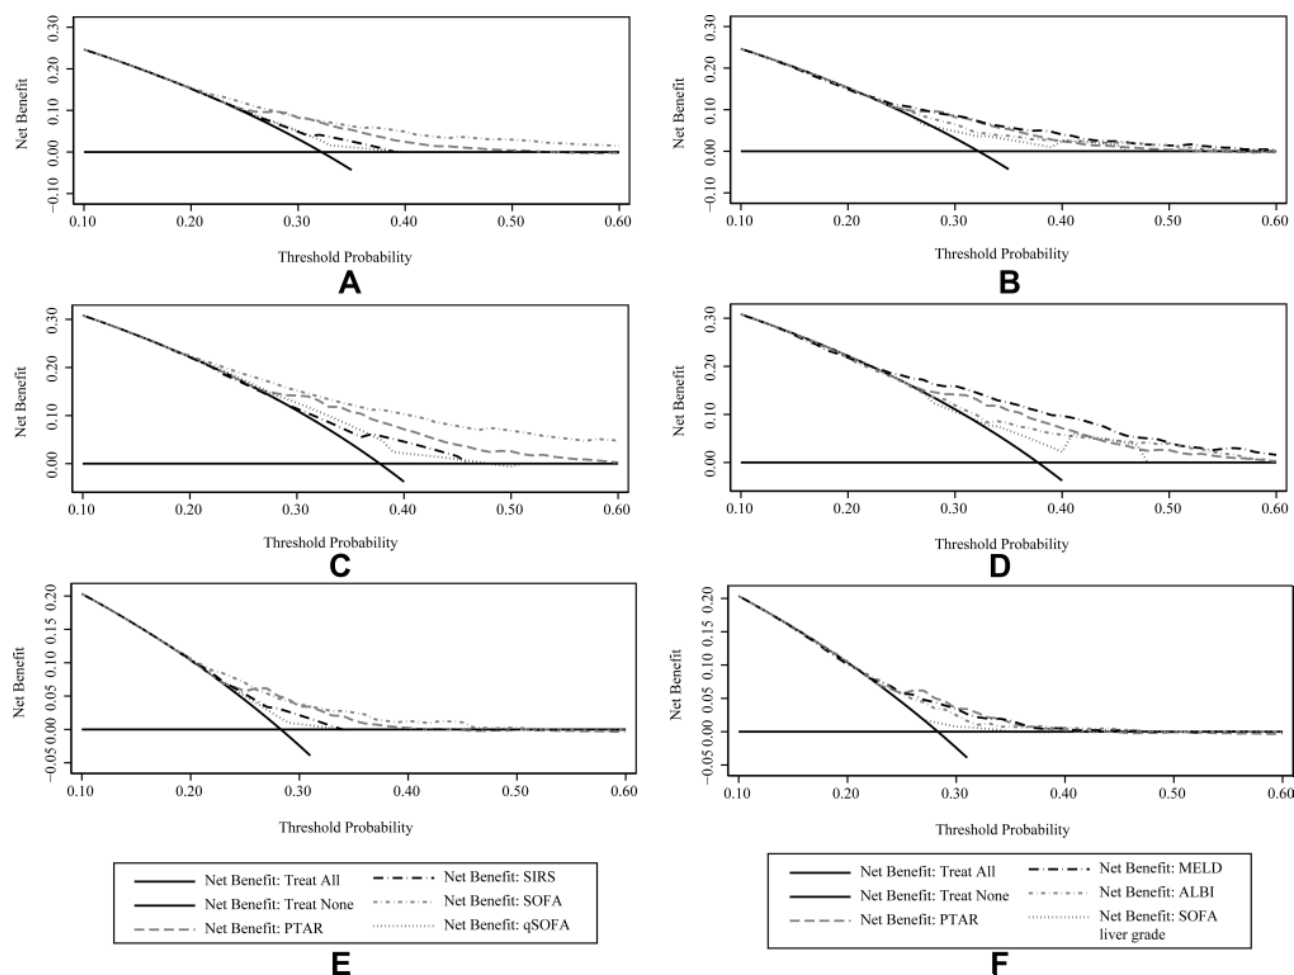 0.30
0.20
0.10
0.00
−0.10
Net Benefit
0.10 0.20 0.30 0.40 0.50 0.60
Threshold Probability
A
0.30
0.20
0.10
0.00
−0.10
Net Benefit
0.10 0.20 0.30 0.40 0.50 0.60
Threshold Probability
B
0.30
0.20
0.10
0.00
Net Benefit
0.10 0.20 0.30 0.40 0.50 0.60
Threshold Probability
C
0.30
0.20
0.10
0.00
Net Benefit
0.10 0.20 0.30 0.40 0.50 0.60
Threshold Probability
D
0.20
0.15
0.10
0.05
0.00
−0.05
Net Benefit
0.10 0.20 0.30 0.40 0.50 0.60
Threshold Probability
0.20
0.15
0.10
0.05
0.00
−0.05
Net Benefit
0.10 0.20 0.30 0.40 0.50 0.60
Threshold Probability
Net Benefit: Treat All
Net Benefit: Treat None
Net Benefit: PTAR
Net Benefit: SIRS
Net Benefit: SOFA
Net Benefit: qSOFA
E
Net Benefit: Treat All
Net Benefit: Treat None
Net Benefit: PTAR
Net Benefit: MELD
Net Benefit: ALBI
Net Benefit: SOFA
liver grade
F